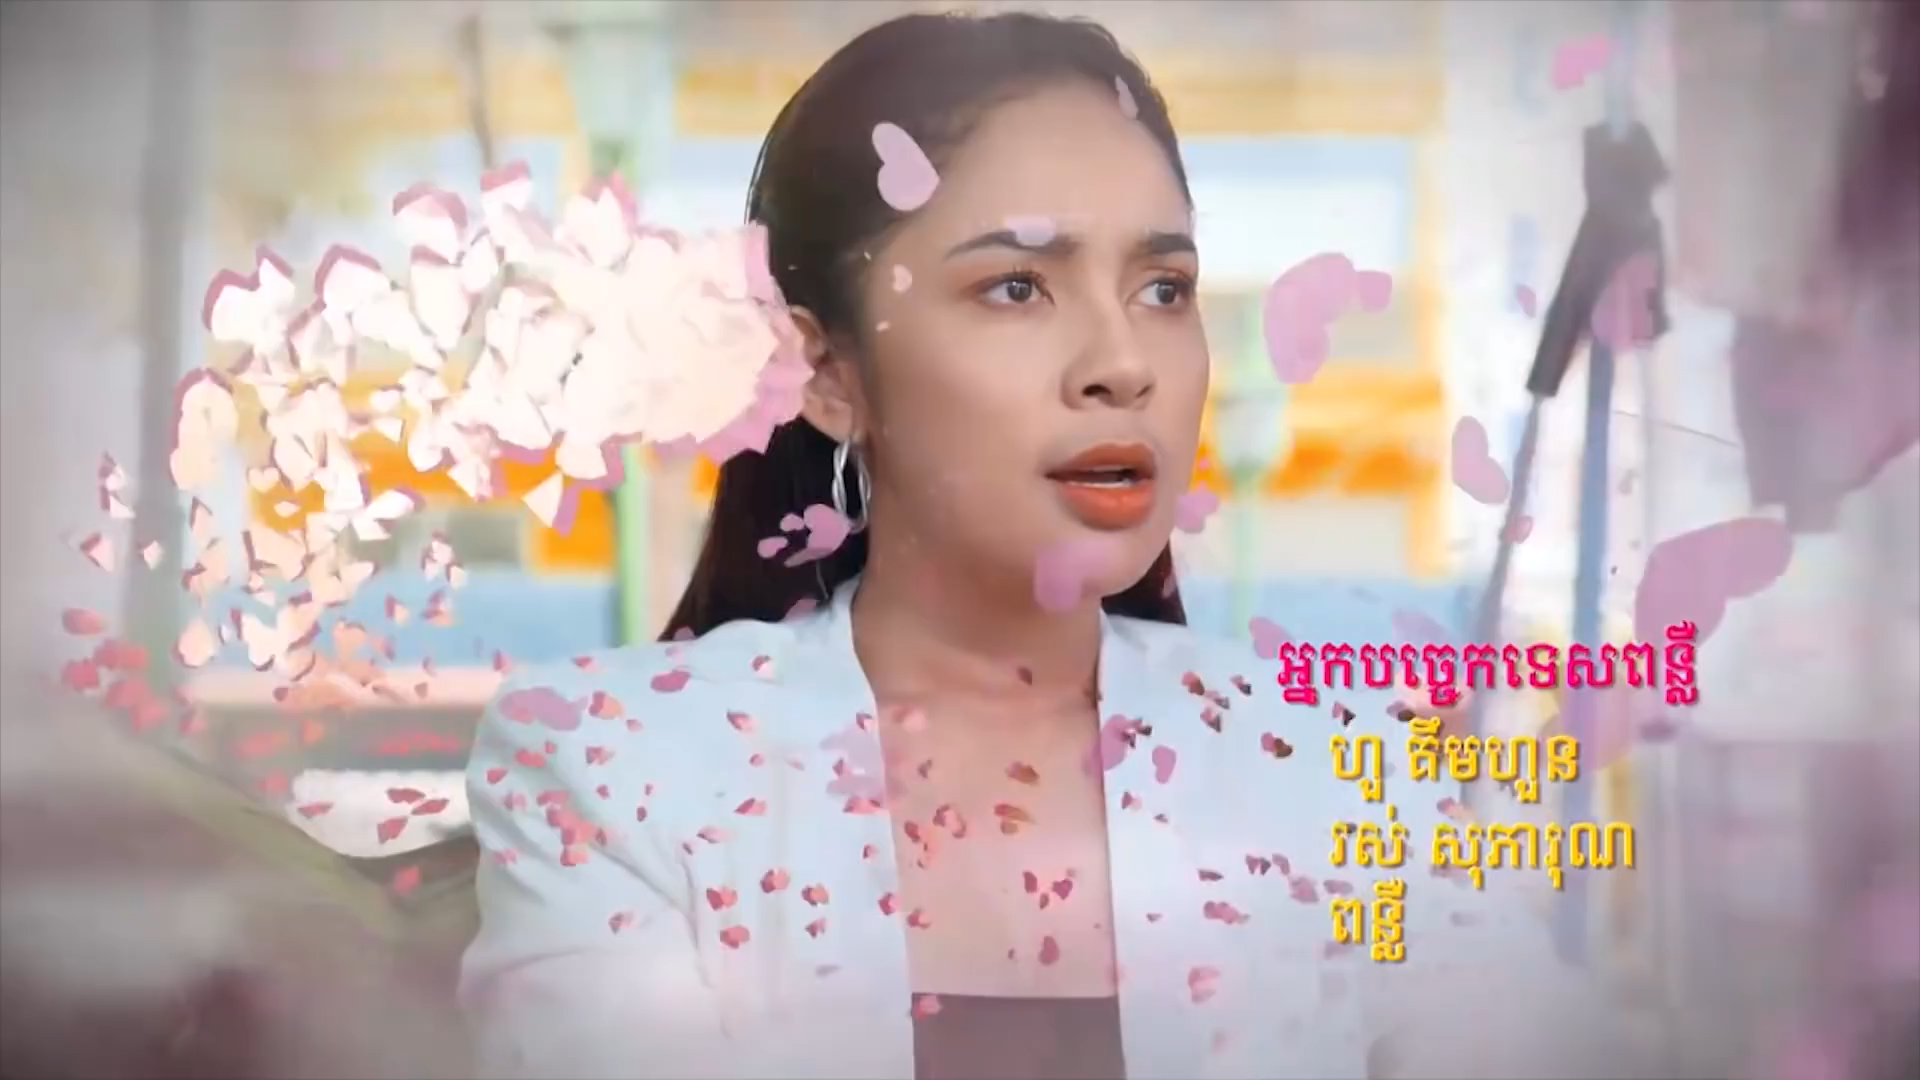 អ្នកបច្ចេកទេសពន្លឺ
ហួ គឹមហួន
រស់ សុភារុណ
ពន្លឺ